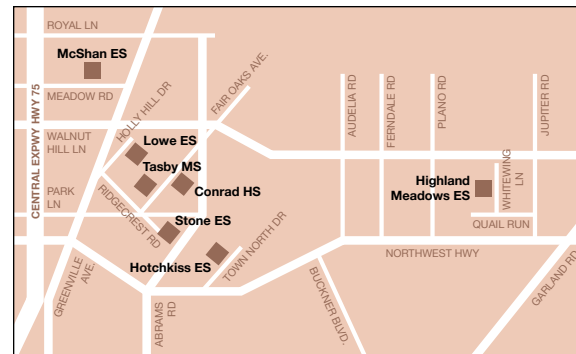 ROYAL LN
McShan ES
MEADOW RD
CENTRAL EXPWY HWY 75
HOLLY HILL DR
FAIR OAKS AVE.
WALNUT
HILL LN
Lowe ES
Tasby MS
Conrad HS
PARK
LN
RIDGECREST RD
Stone ES
Hotchkiss ES
TOWN NORTH DR
GREENVILLE
AVE.
ABRAMS
RD
AUDELIA RD
FERNDALE RD
PLANO RD
JUPITER RD
Highland
Meadows ES
WHITEWING
LN
QUAIL RUN
NORTHWEST HWY
BUCKNER BLVD.
GARLAND RD